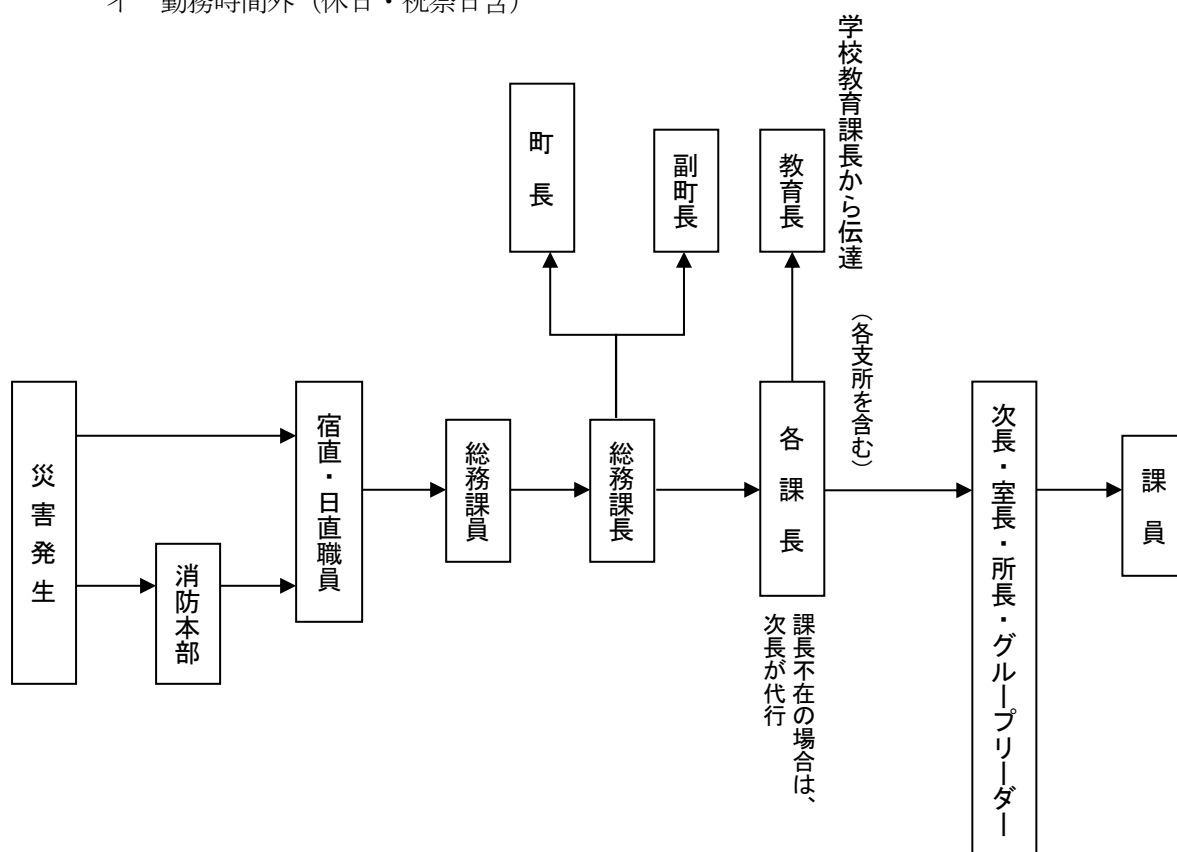 イ 勤務時間外（休日・祝祭日含）
町長
副町長
教育長
学校教育課長から伝達
（各支所を含む）
災害発生
消防本部
宿直・日直職員
総務課員
総務課長
各課長
課長不在の場合は、
次長が代行
次長・室長・所長・グループリーダー
課員